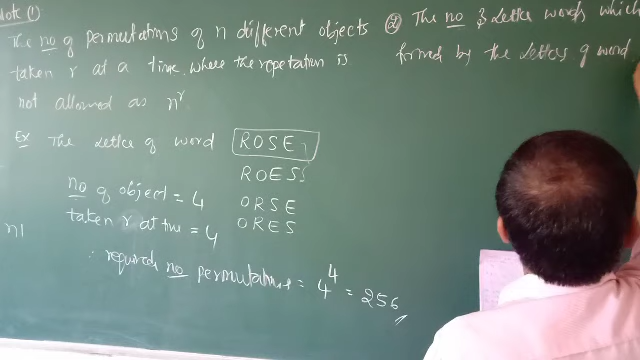 Note (1)
The no of permutations of n different objects
taken r at a time, where the repetation is
not allowed as n^r
Ex The letter of word ROSE,
ROES
ORSE
ORES
no of object = 4
taken r at = 4
n!
∴ required no permutations = 4^4 = 256
② The no 3 letter words which
formed by the letters of word